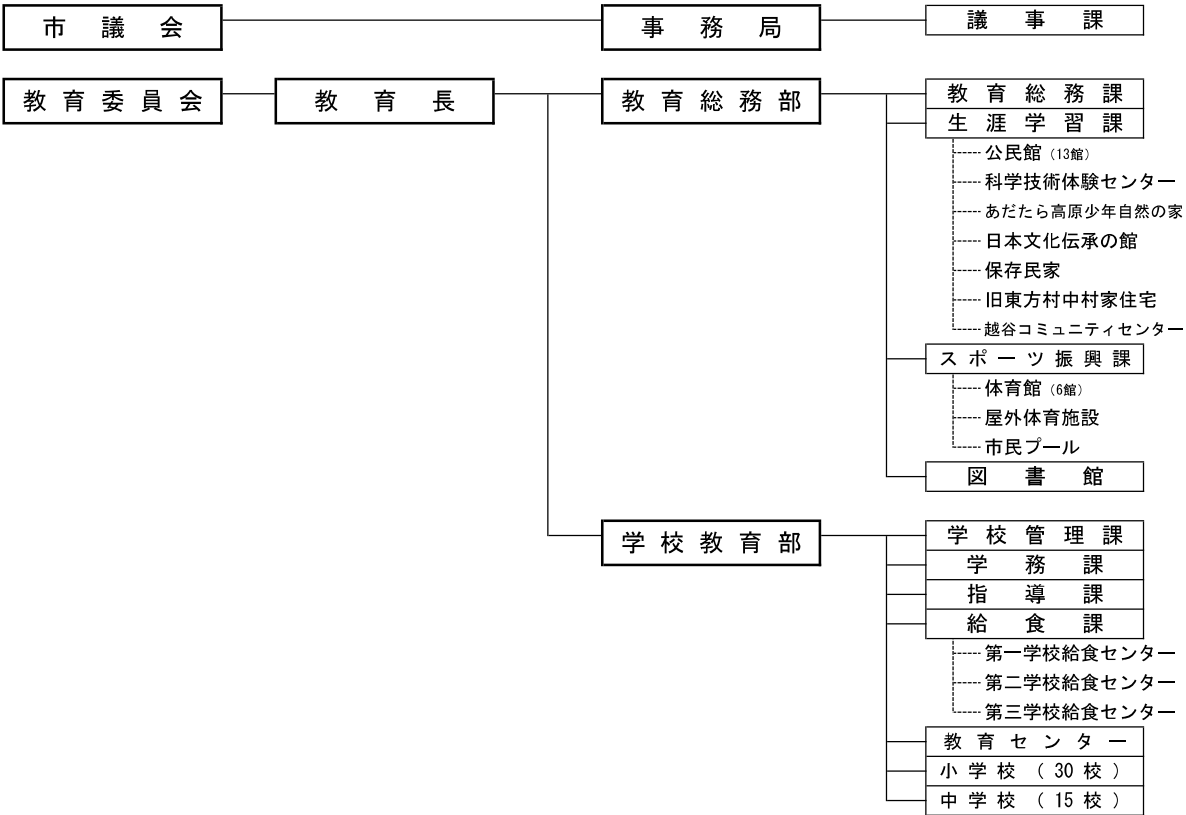 市議会 事務局 議事課
教育委員会 教育長 教育総務部 教育総務課
生涯学習課
公民館（13館）
科学技術体験センター
あだたら高原少年自然の家
日本文化伝承の館
保存民家
旧東方村中村家住宅
越谷コミュニティセンター
スポーツ振興課
体育館（6館）
屋外体育施設
市民プール
図書館
学校教育部 学校管理課
学務課
指導課
給食課
第一学校給食センター
第二学校給食センター
第三学校給食センター
教育センター
小学校（30校）
中学校（15校）